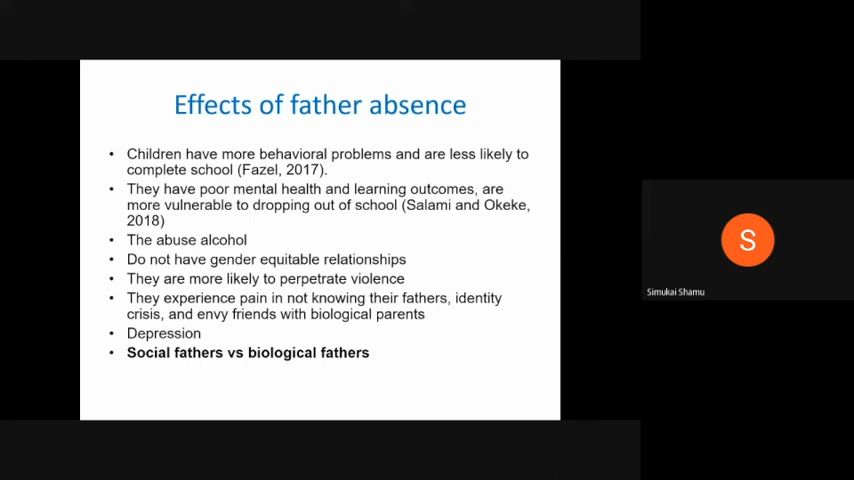 Effects of father absence
• Children have more behavioral problems and are less likely to
complete school (Fazel, 2017).
• They have poor mental health and learning outcomes, are
more vulnerable to dropping out of school (Salami and Okeke,
2018)
• The abuse alcohol
• Do not have gender equitable relationships
• They are more likely to perpetrate violence
• They experience pain in not knowing their fathers, identity
crisis, and envy friends with biological parents
• Depression
• Social fathers vs biological fathers
S
Simukai Shamu